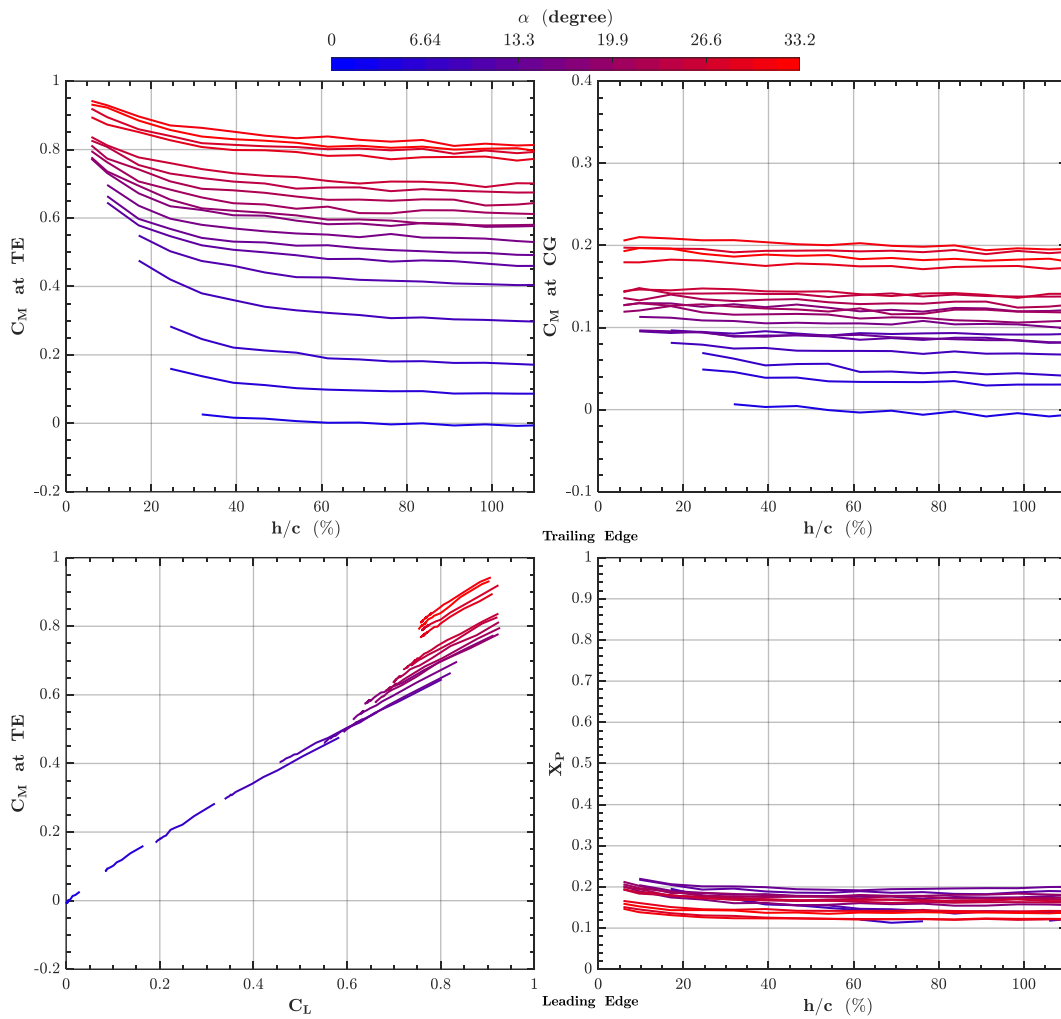 α (degree)
0 6.64 13.3 19.9 26.6 33.2
C_M at TE
1
0.8
0.6
0.4
0.2
0
-0.2
0 20 40 60 80 100
h/c (%)
C_M at CG
0.4
0.3
0.2
0.1
0
-0.1
0 20 40 60 80 100
h/c (%)
Trailing Edge
C_M at TE
1
0.8
0.6
0.4
0.2
0
-0.2
0 0.2 0.4 0.6 0.8 1
C_L
X_P
1
0.9
0.8
0.7
0.6
0.5
0.4
0.3
0.2
0.1
0
0 20 40 60 80 100
h/c (%)
Leading Edge